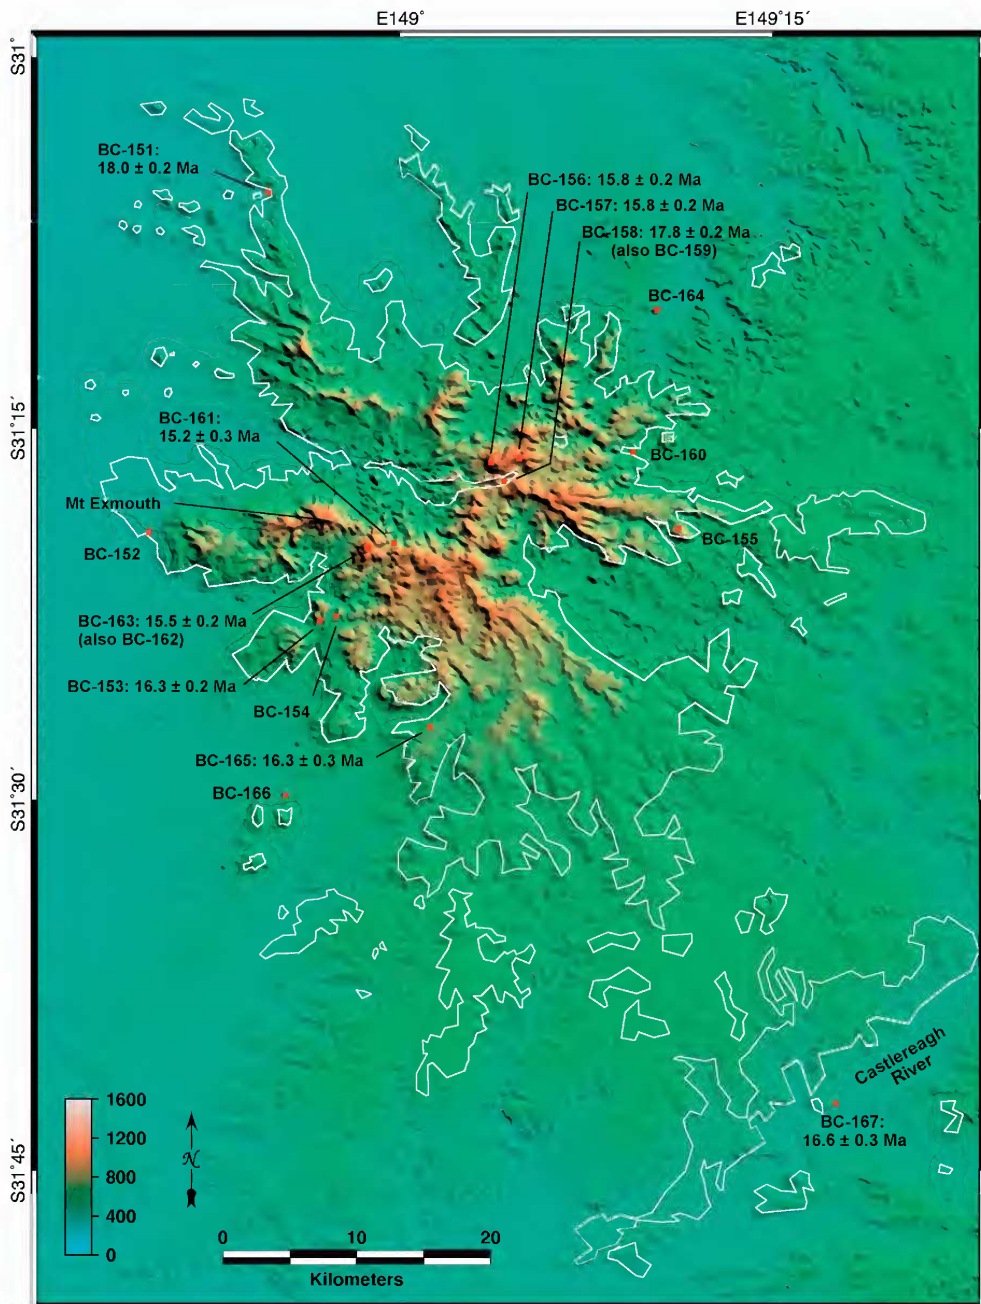 E149°
E149°15´
S31°
BC-151:
18.0 ± 0.2 Ma
BC-156: 15.8 ± 0.2 Ma
BC-157: 15.8 ± 0.2 Ma
BC-158: 17.8 ± 0.2 Ma
(also BC-159)
BC-164
S31°15´
BC-161:
15.2 ± 0.3 Ma
BC-160
Mt Exmouth
BC-155
BC-152
BC-163: 15.5 ± 0.2 Ma
(also BC-162)
BC-153: 16.3 ± 0.2 Ma
BC-154
BC-165: 16.3 ± 0.3 Ma
BC-166
S31°30´
Castlereagh
River
BC-167:
16.6 ± 0.3 Ma
S31°45´
1600
1200
800
400
0
N
0
10
20
Kilometers